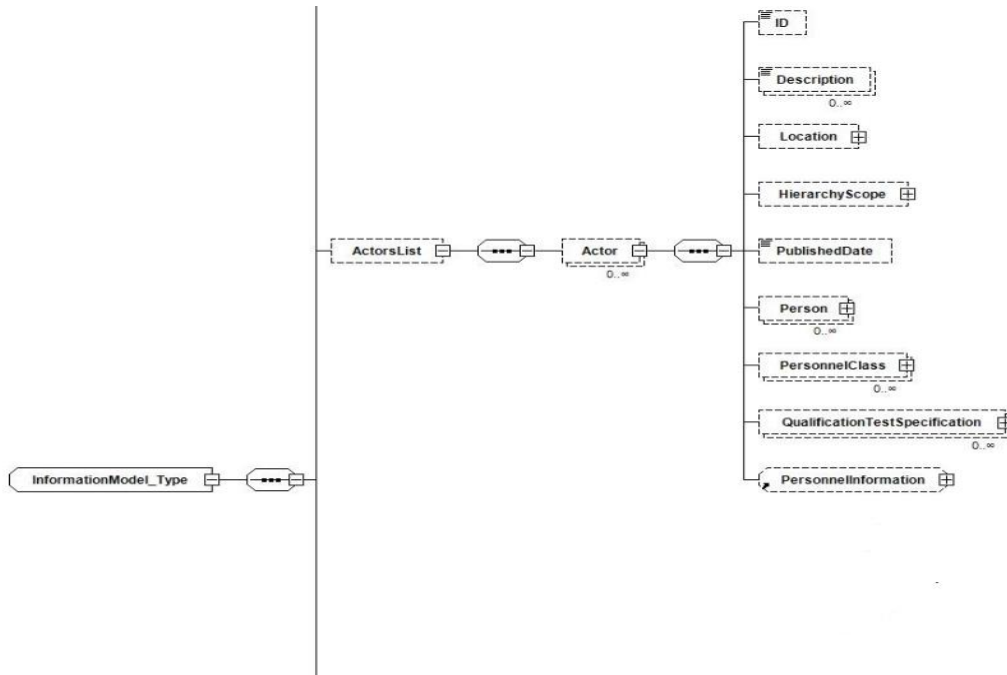 ID
Description
0..∞
Location
HierarchyScope
ActorsList
Actor
0..∞
PublishedDate
Person
0..∞
PersonnelClass
0..∞
QualificationTestSpecification
0..∞
InformationModel_Type
PersonnelInformation